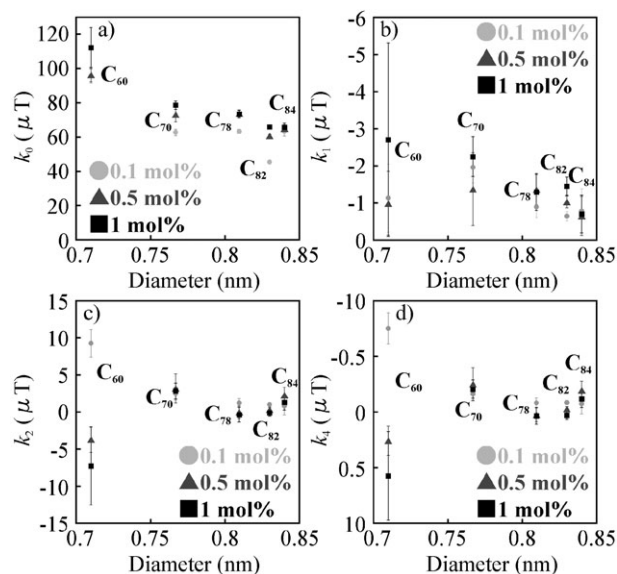 a)
k0 (μT)
120
100
80
60
40
20
0
C60
C70
C78
C84
C82
0.1 mol%
0.5 mol%
1 mol%
0.7 0.75 0.8 0.85
Diameter (nm)
b)
k1 (μT)
-6
-5
-4
-3
-2
-1
0
0.1 mol%
0.5 mol%
1 mol%
C60
C70
C78
C82
C84
0.7 0.75 0.8 0.85
Diameter (nm)
c)
k2 (μT)
15
10
5
0
-5
-10
-15
C60
C70
C78
C84
C82
0.1 mol%
0.5 mol%
1 mol%
0.7 0.75 0.8 0.85
Diameter (nm)
d)
k4 (μT)
-10
-0.5
0
0.5
10
C60
C70
C78
C84
C82
0.1 mol%
0.5 mol%
1 mol%
0.7 0.75 0.8 0.85
Diameter (nm)